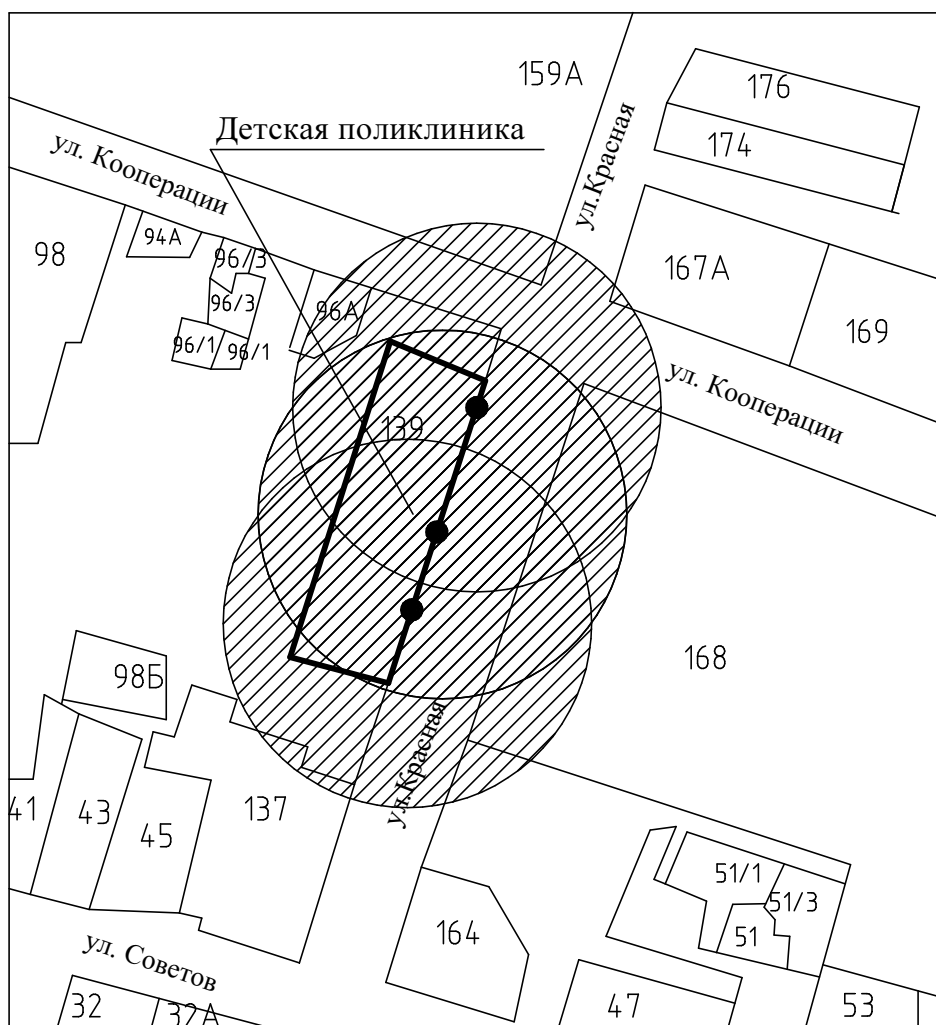 159А
176
Детская поликлиника
ул. Кооперации
ул.Красная
174
94А
98
96/3
167А
96/3
96А
169
96/1
96/1
ул. Кооперации
139
168
98Б
ул.Красная
41
43
137
45
51/1
51/3
164
51
ул. Советов
32
32А
47
53